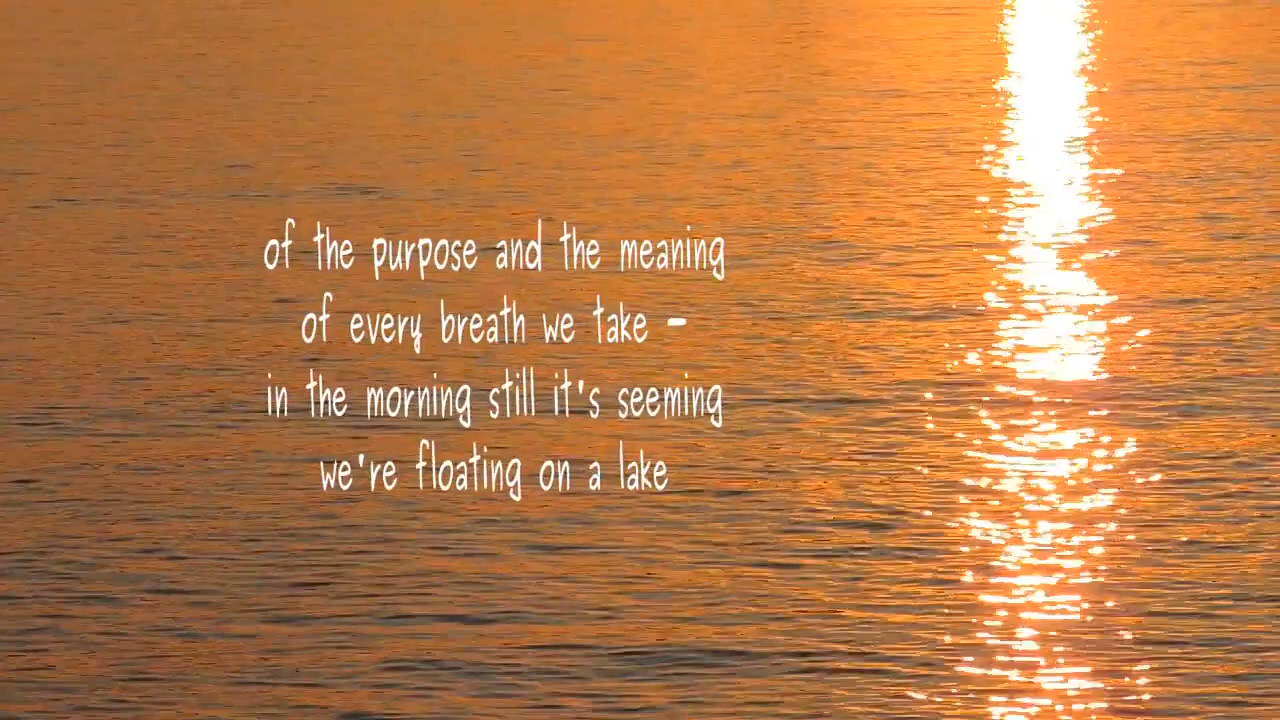 of the purpose and the meaning
of every breath we take -
in the morning still it's seeming
we're floating on a lake